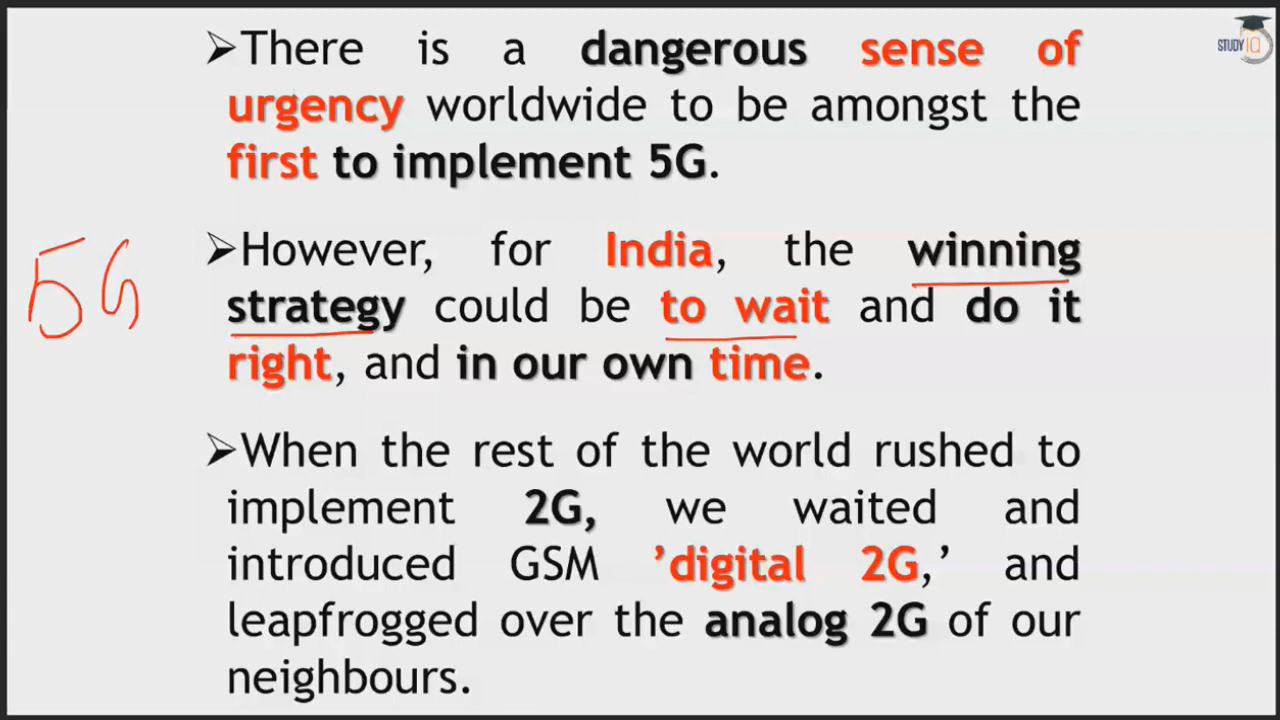 STUDY IQ
➢There is a dangerous sense of
urgency worldwide to be amongst the
first to implement 5G.
➢However, for India, the winning
strategy could be to wait and do it
right, and in our own time.
5G
➢When the rest of the world rushed to
implement 2G, we waited and
introduced GSM ’digital 2G,’ and
leapfrogged over the analog 2G of our
neighbours.